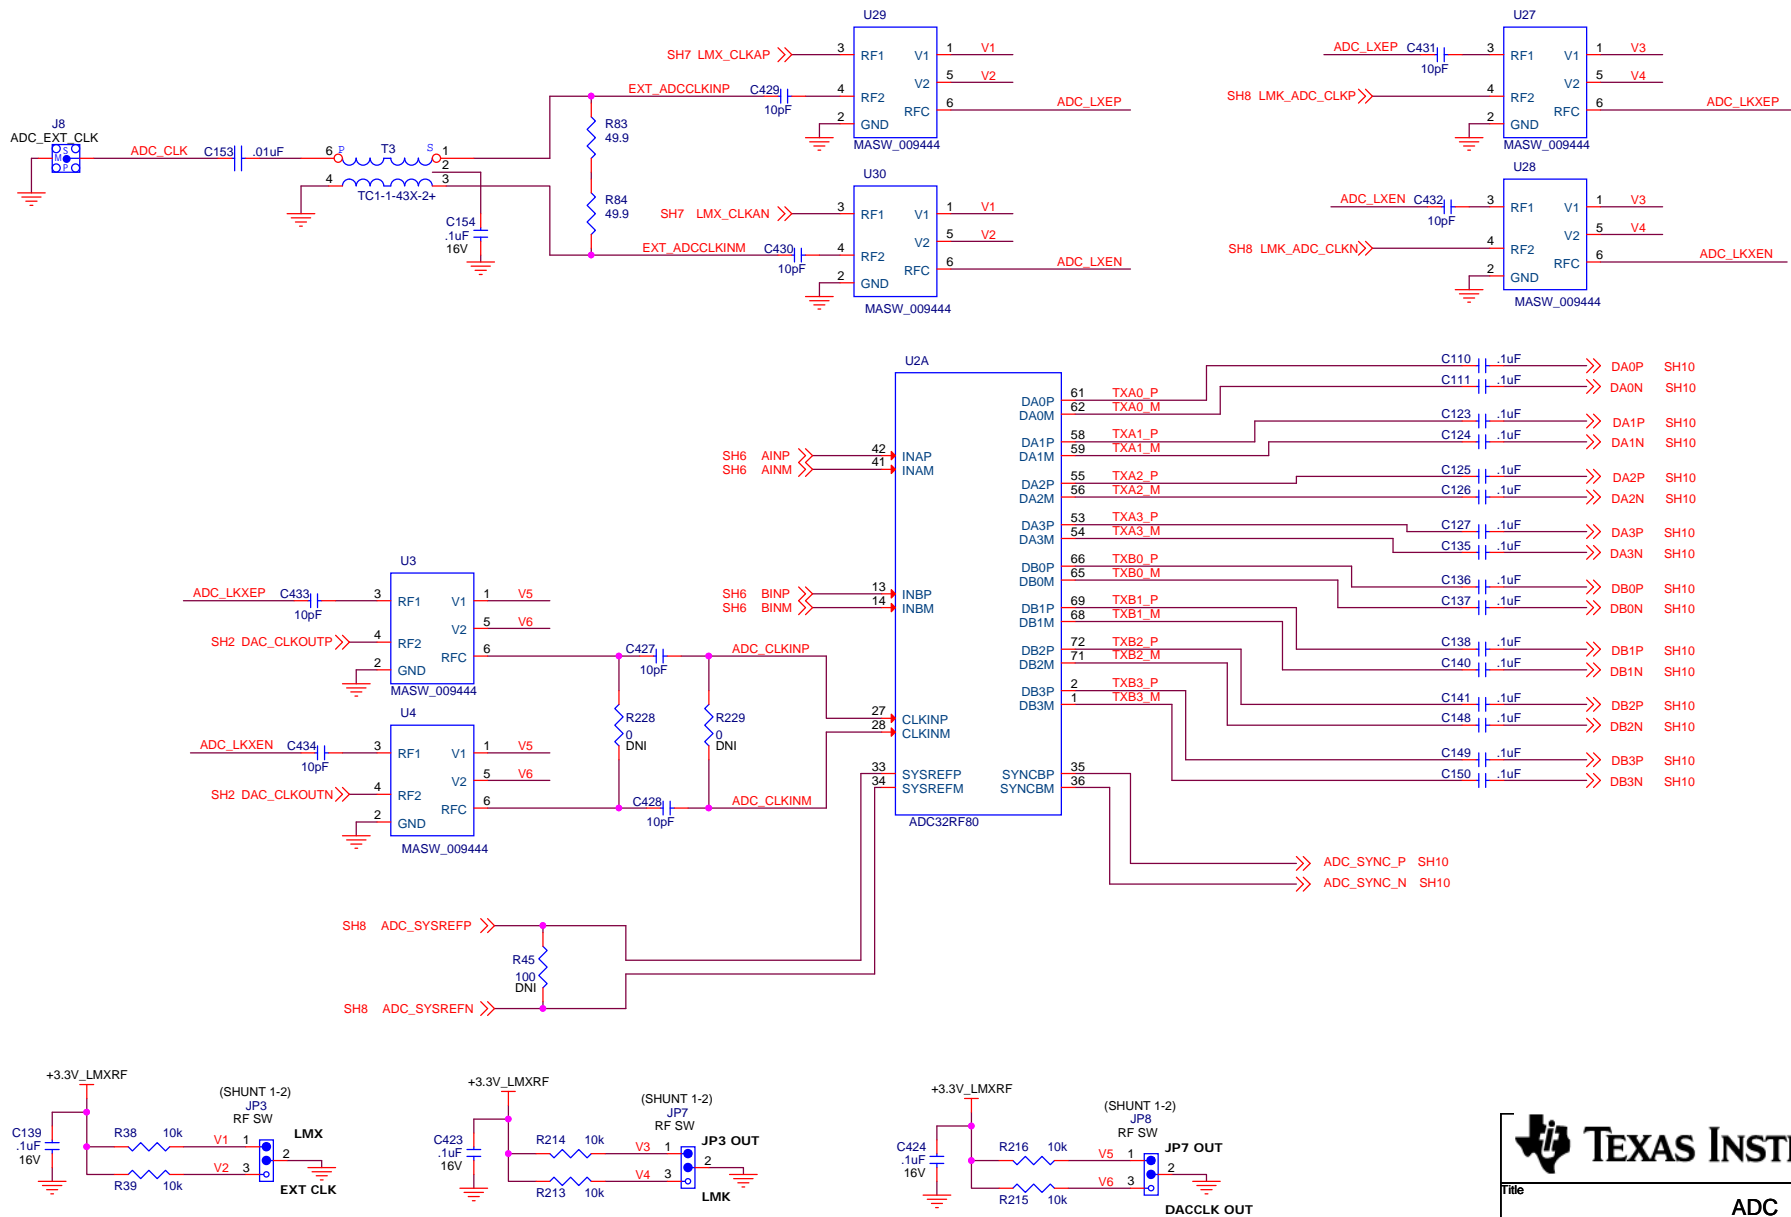 J8
ADC_EXT_CLK
S
M
P
ADC_CLK
C153
.01uF
6
P
T3
S
1
2
4
3
TC1-1-43X-2+
C154
.1uF
16V
EXT_ADCCLKINP
C429
10pF
R83
49.9
R84
49.9
EXT_ADCCLKINM
C430
10pF
U29
SH7 LMX_CLKAP
3
RF1
V1
1
V1
V2
5
V2
4
RF2
RFC
6
ADC_LXEP
2
GND
MASW_009444
U30
SH7 LMX_CLKAN
3
RF1
V1
1
V1
V2
5
V2
4
RF2
RFC
6
ADC_LXEN
2
GND
MASW_009444
U27
ADC_LXEP
C431
10pF
3
RF1
V1
1
V3
V2
5
V4
SH8 LMK_ADC_CLKP
4
RF2
RFC
6
ADC_LKXEP
2
GND
MASW_009444
U28
ADC_LXEN
C432
10pF
3
RF1
V1
1
V3
V2
5
V4
SH8 LMK_ADC_CLKN
4
RF2
RFC
6
ADC_LKXEN
2
GND
MASW_009444
U2A
SH6 AINP
42
INAP
SH6 AINM
41
INAM
SH6 BINP
13
INBP
SH6 BINM
14
INBM
27
CLKINP
28
CLKINM
33
SYSREFP
34
SYSREFM
DA0P
61
TXA0_P
C110
.1uF
DA0P SH10
DA0M
62
TXA0_M
C111
.1uF
DA0N SH10
DA1P
58
TXA1_P
C123
.1uF
DA1P SH10
DA1M
59
TXA1_M
C124
.1uF
DA1N SH10
DA2P
55
TXA2_P
C125
.1uF
DA2P SH10
DA2M
56
TXA2_M
C126
.1uF
DA2N SH10
DA3P
53
TXA3_P
C127
.1uF
DA3P SH10
DA3M
54
TXA3_M
C135
.1uF
DA3N SH10
DB0P
66
TXB0_P
C136
.1uF
DB0P SH10
DB0M
65
TXB0_M
C137
.1uF
DB0N SH10
DB1P
69
TXB1_P
C138
.1uF
DB1P SH10
DB1M
68
TXB1_M
C140
.1uF
DB1N SH10
DB2P
72
TXB2_P
C141
.1uF
DB2P SH10
DB2M
71
TXB2_M
C148
.1uF
DB2N SH10
DB3P
2
TXB3_P
C149
.1uF
DB3P SH10
DB3M
1
TXB3_M
C150
.1uF
DB3N SH10
SYNCBP
35
SYNCBM
36
ADC32RF80
ADC_SYNC_P SH10
ADC_SYNC_N SH10
U3
ADC_LKXEP
C433
10pF
3
RF1
V1
1
V5
V2
5
V6
SH2 DAC_CLKOUTP
4
RF2
RFC
6
2
GND
MASW_009444
U4
ADC_LKXEN
C434
10pF
3
RF1
V1
1
V5
V2
5
V6
SH2 DAC_CLKOUTN
4
RF2
RFC
6
2
GND
MASW_009444
C427
10pF
ADC_CLKINP
R228
0
DNI
R229
0
DNI
C428
10pF
ADC_CLKINM
SH8 ADC_SYSREFP
R45
100
DNI
SH8 ADC_SYSREFN
+3.3V_LMXRF
C139
.1uF
16V
R38 10k
V1
1
R39 10k
V2
3
2
(SHUNT 1-2)
JP3
RF SW
LMX
EXT CLK
+3.3V_LMXRF
C423
.1uF
16V
R214 10k
V3
1
R213 10k
V4
3
2
(SHUNT 1-2)
JP7
RF SW
JP3 OUT
LMK
+3.3V_LMXRF
C424
.1uF
16V
R216 10k
V5
1
R215 10k
V6
3
2
(SHUNT 1-2)
JP8
RF SW
JP7 OUT
DACCLK OUT
TEXAS INST
Title
ADC